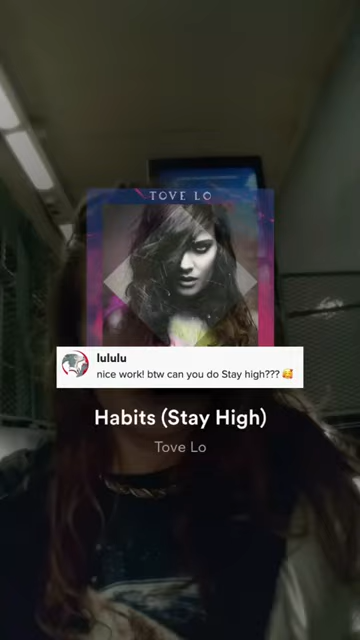 TOVE LO
lululu
nice work! btw can you do Stay high??? 🥰
Habits (Stay High)
Tove Lo